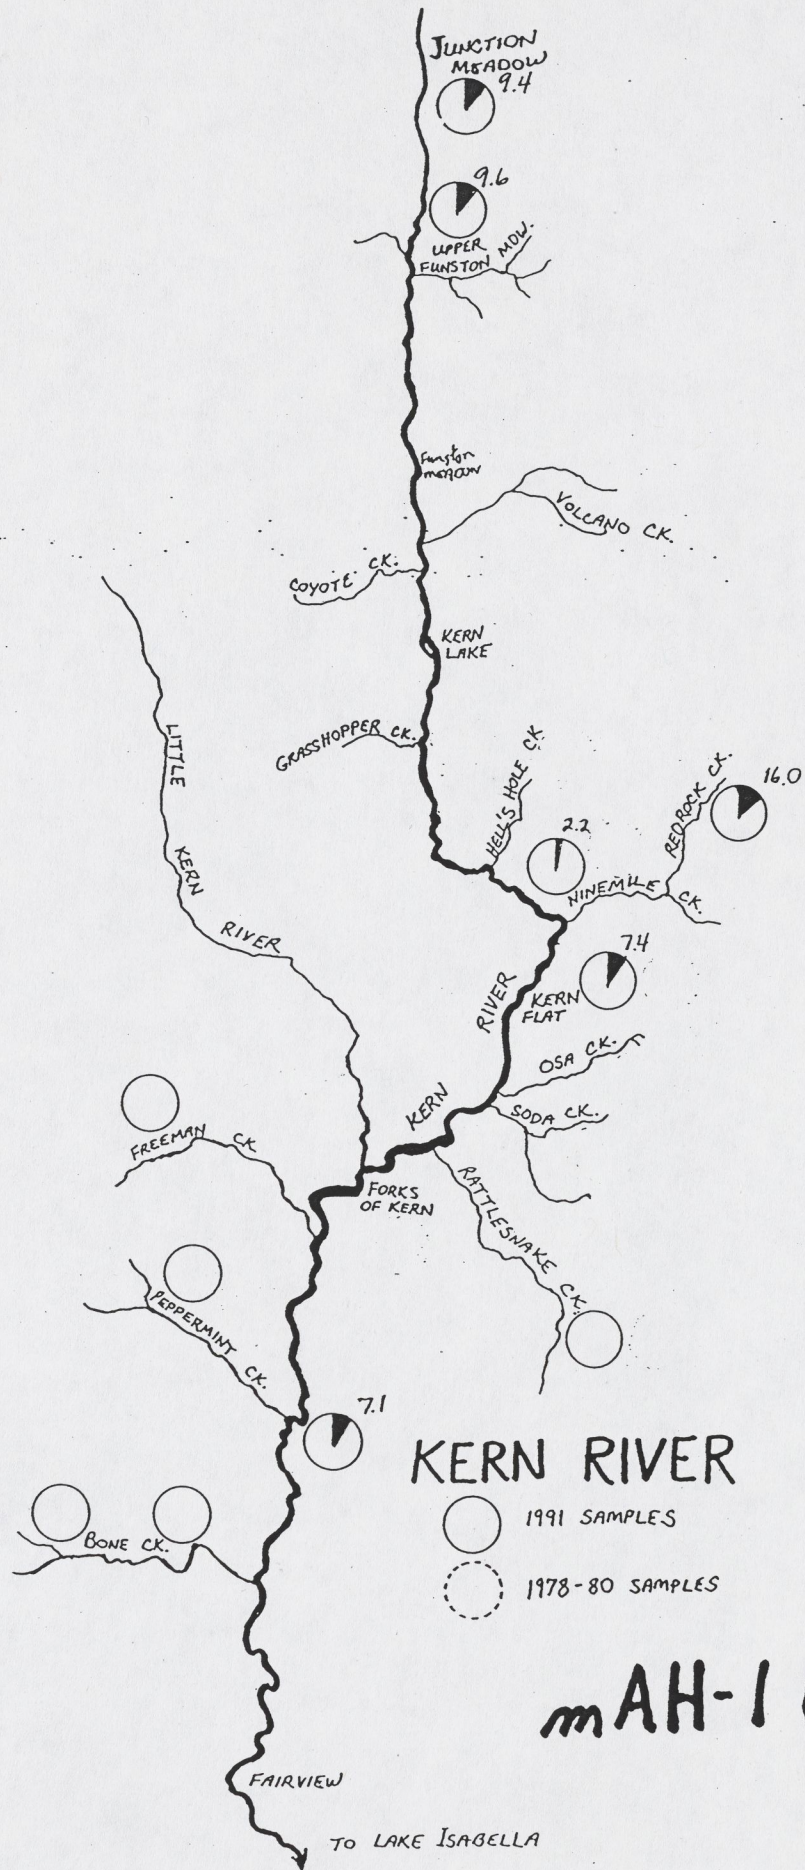 JUNCTION
MEADOW
9.4
9.6
UPPER
FUNSTON MDW.
Funston
meadow
VOLCANO CK.
COYOTE CK.
KERN
LAKE
GRASSHOPPER CK.
LITTLE
KERN
RIVER
HELL'S HOLE CK
REDROCK CK.
16.0
2.2
NINEMILE CK.
7.4
KERN
FLAT
RIVER
KERN
OSA CK.
SODA CK.
FREEMAN CK
FORKS
OF KERN
RATTLESNAKE CK.
PEPPERMINT CK.
7.1
KERN RIVER
1991 SAMPLES
1978-80 SAMPLES
BONE CK.
mAH-1
FAIRVIEW
TO LAKE ISABELLA